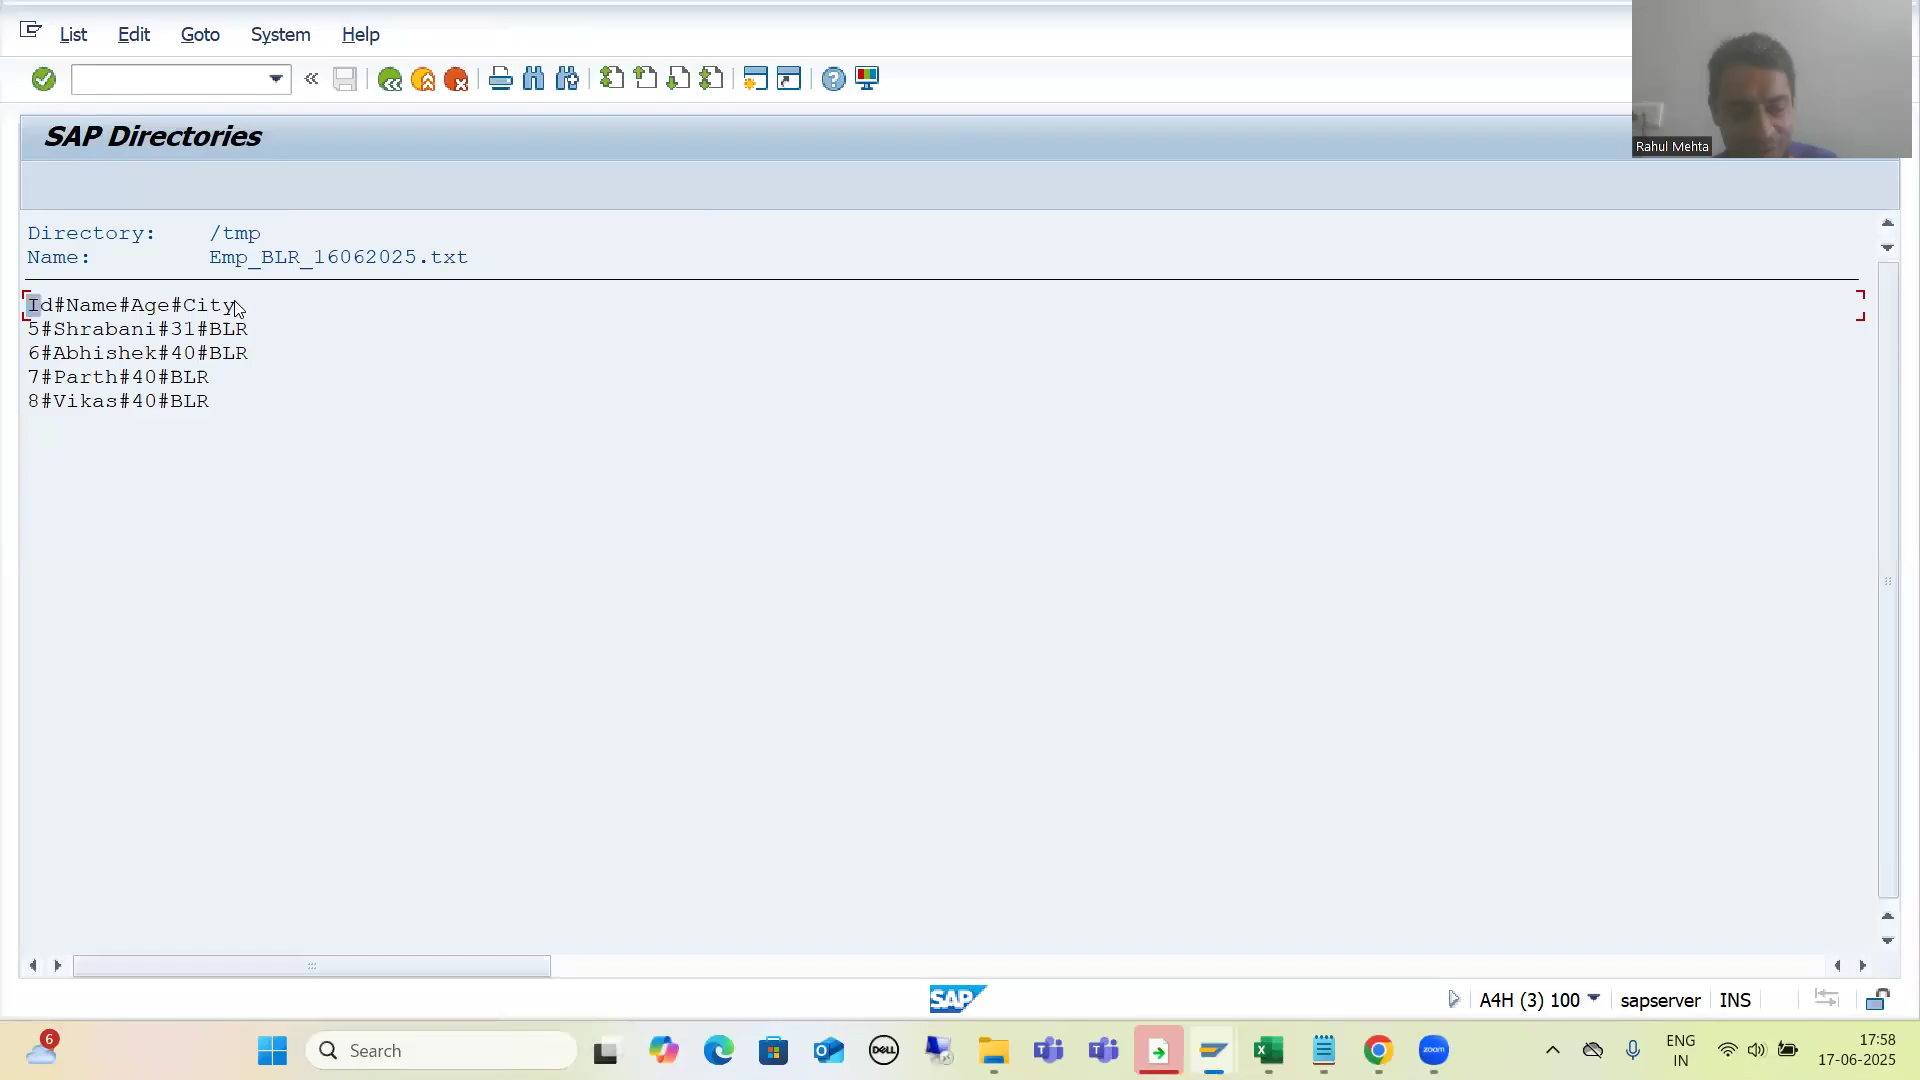 List Edit Goto System Help
Rahul Mehta
SAP Directories
Directory: /tmp
Name: Emp_BLR_16062025.txt
Id#Name#Age#City
5#Shrabani#31#BLR
6#Abhishek#40#BLR
7#Parth#40#BLR
8#Vikas#40#BLR
SAP
A4H (3) 100 sapserver INS
6
Search
DELL
zoom
ENG
IN
17:58
17-06-2025